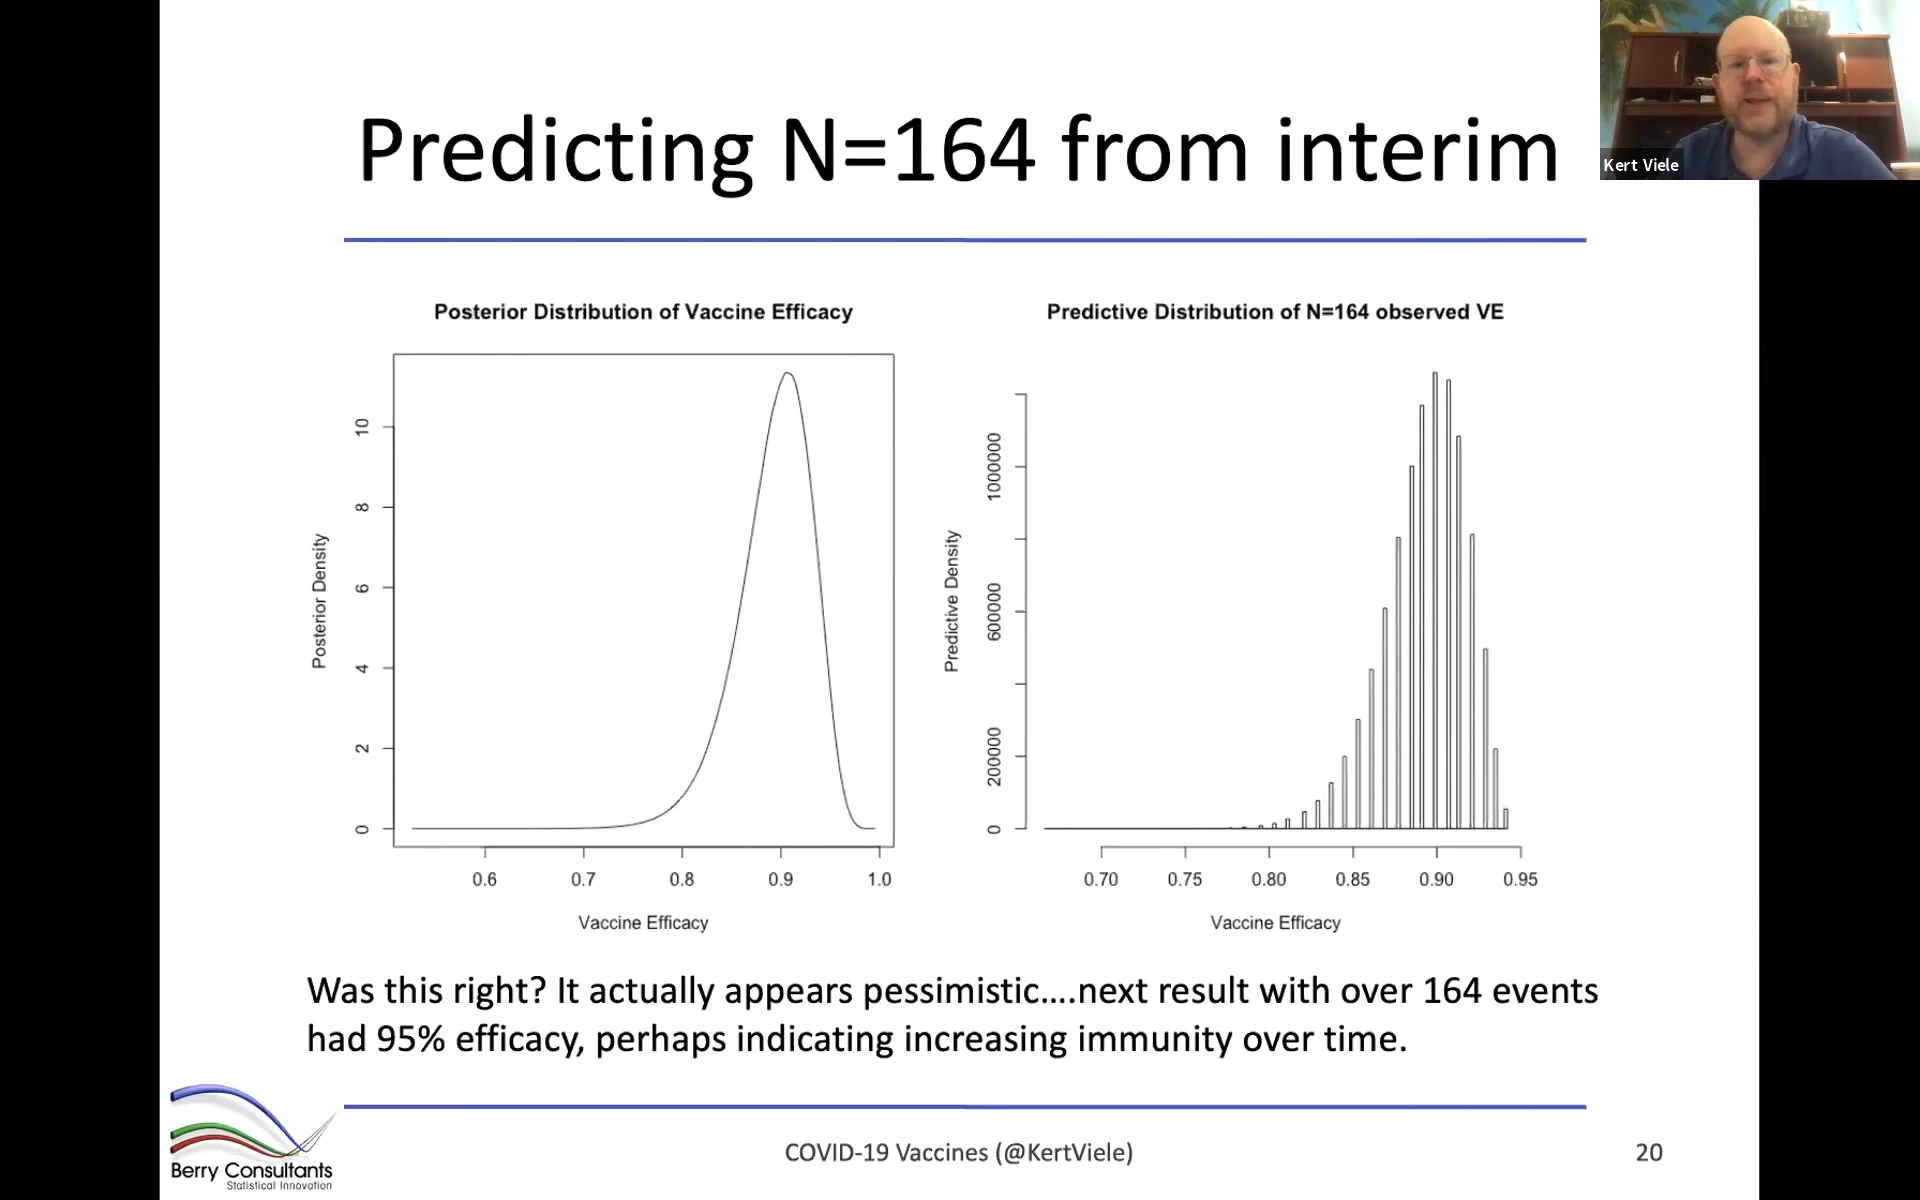 Predicting N=164 from interim
Kert Viele
Posterior Distribution of Vaccine Efficacy
Posterior Density
10
8
6
4
2
0
0.6 0.7 0.8 0.9 1.0
Vaccine Efficacy
Predictive Distribution of N=164 observed VE
Predictive Density
1000000
600000
200000
0
0.70 0.75 0.80 0.85 0.90 0.95
Vaccine Efficacy
Was this right? It actually appears pessimistic....next result with over 164 events
had 95% efficacy, perhaps indicating increasing immunity over time.
Berry Consultants
Statistical Innovation
COVID-19 Vaccines (@KertViele)
20